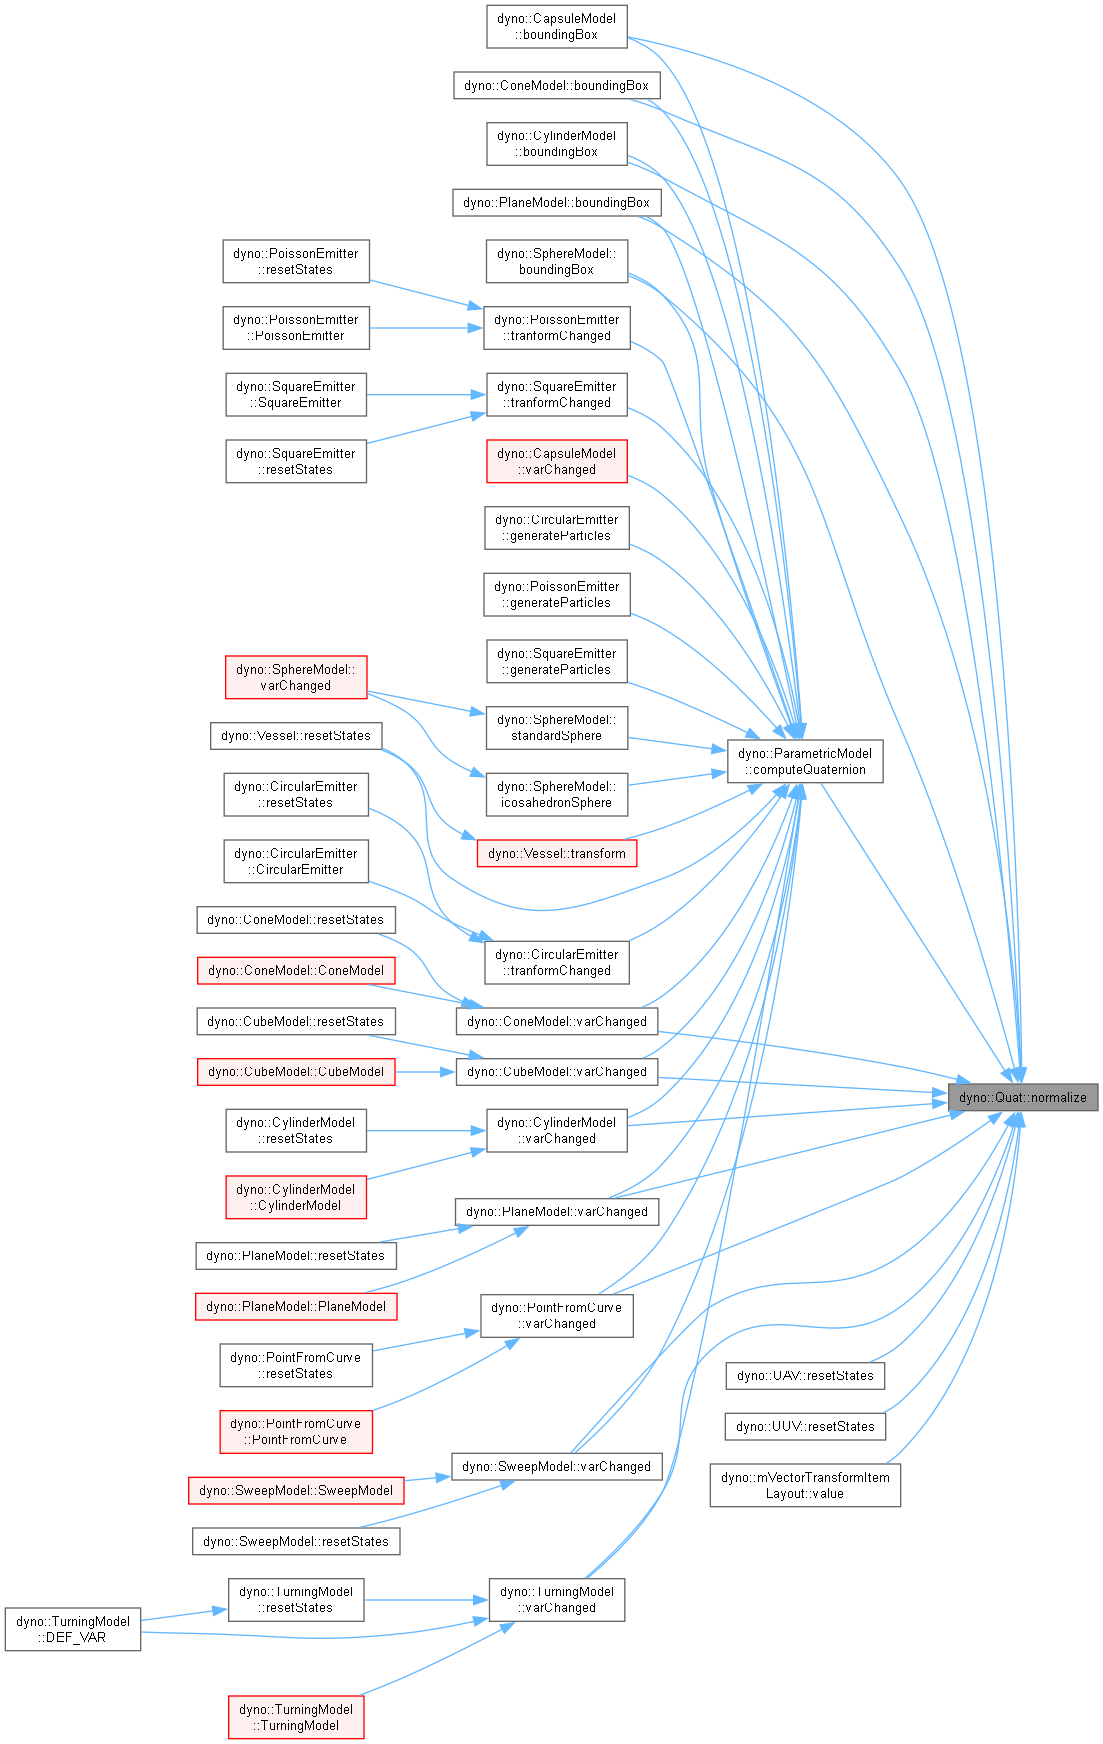 dyno::CapsuleModel
::boundingBox
dyno::ConeModel::boundingBox
dyno::CylinderModel
::boundingBox
dyno::PlaneModel::boundingBox
dyno::SphereModel::
boundingBox
dyno::PoissonEmitter
::resetStates
dyno::PoissonEmitter
::PoissonEmitter
dyno::PoissonEmitter
::tranformChanged
dyno::SquareEmitter
::SquareEmitter
dyno::SquareEmitter
::tranformChanged
dyno::SquareEmitter
::resetStates
dyno::CapsuleModel
::varChanged
dyno::CircularEmitter
::generateParticles
dyno::PoissonEmitter
::generateParticles
dyno::SquareEmitter
::generateParticles
dyno::SphereModel::
varChanged
dyno::SphereModel::
standardSphere
dyno::Vessel::resetStates
dyno::ParametricModel
::computeQuaternion
dyno::CircularEmitter
::resetStates
dyno::SphereModel::
icosahedronSphere
dyno::Vessel::transform
dyno::CircularEmitter
::CircularEmitter
dyno::ConeModel::resetStates
dyno::CircularEmitter
::tranformChanged
dyno::ConeModel::ConeModel
dyno::CubeModel::resetStates
dyno::ConeModel::varChanged
dyno::CubeModel::CubeModel
dyno::CubeModel::varChanged
dyno::Quat::normalize
dyno::CylinderModel
::resetStates
dyno::CylinderModel
::varChanged
dyno::CylinderModel
::CylinderModel
dyno::PlaneModel::varChanged
dyno::PlaneModel::resetStates
dyno::PlaneModel::PlaneModel
dyno::PointFromCurve
::varChanged
dyno::PointFromCurve
::resetStates
dyno::UAV::resetStates
dyno::PointFromCurve
::PointFromCurve
dyno::UUV::resetStates
dyno::SweepModel::varChanged
dyno::mVectorTransformItem
Layout::value
dyno::SweepModel::SweepModel
dyno::SweepModel::resetStates
dyno::TurningModel
::resetStates
dyno::TurningModel
::varChanged
dyno::TurningModel
::DEF_VAR
dyno::TurningModel
::TurningModel